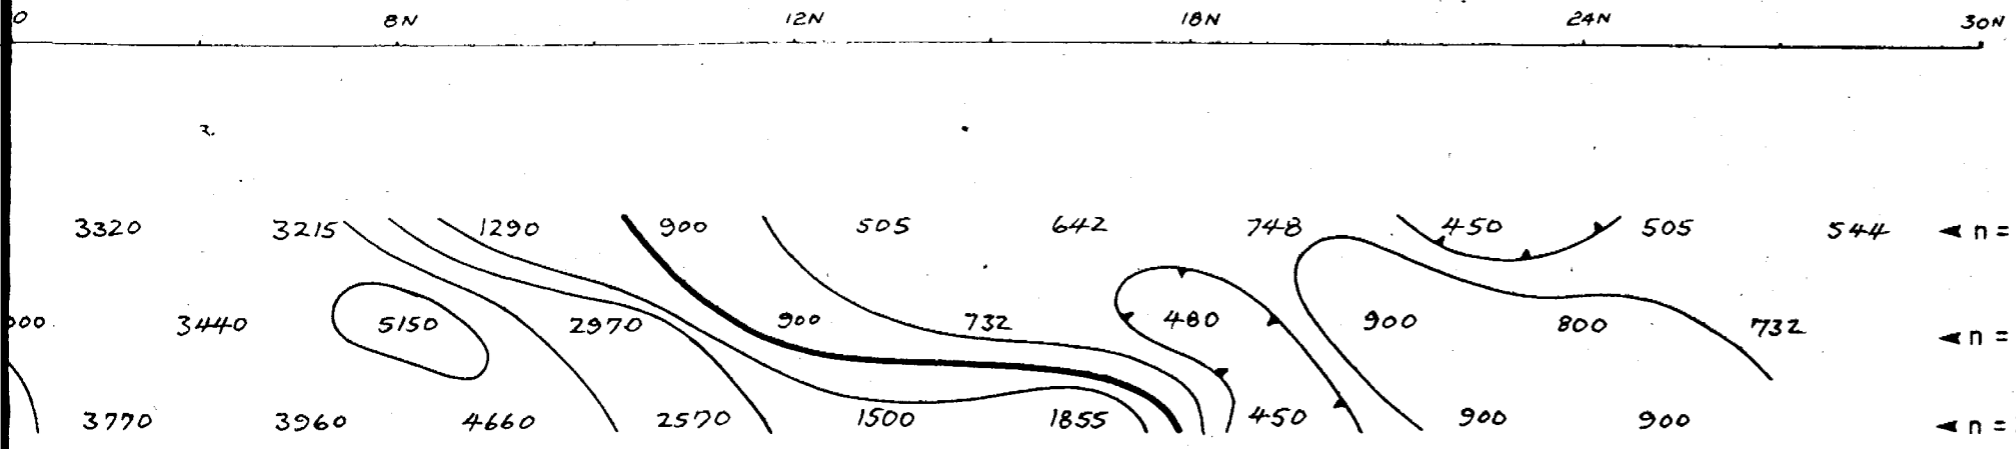 0 8N 12N 18N 24N 30N
3320 3215 1290 900 505 642 748 450 505 544 ◄ n =
000 3440 5150 2970 900 732 480 900 800 732 ◄ n =
3770 3960 4660 2570 1500 1855 450 900 900 ◄ n =